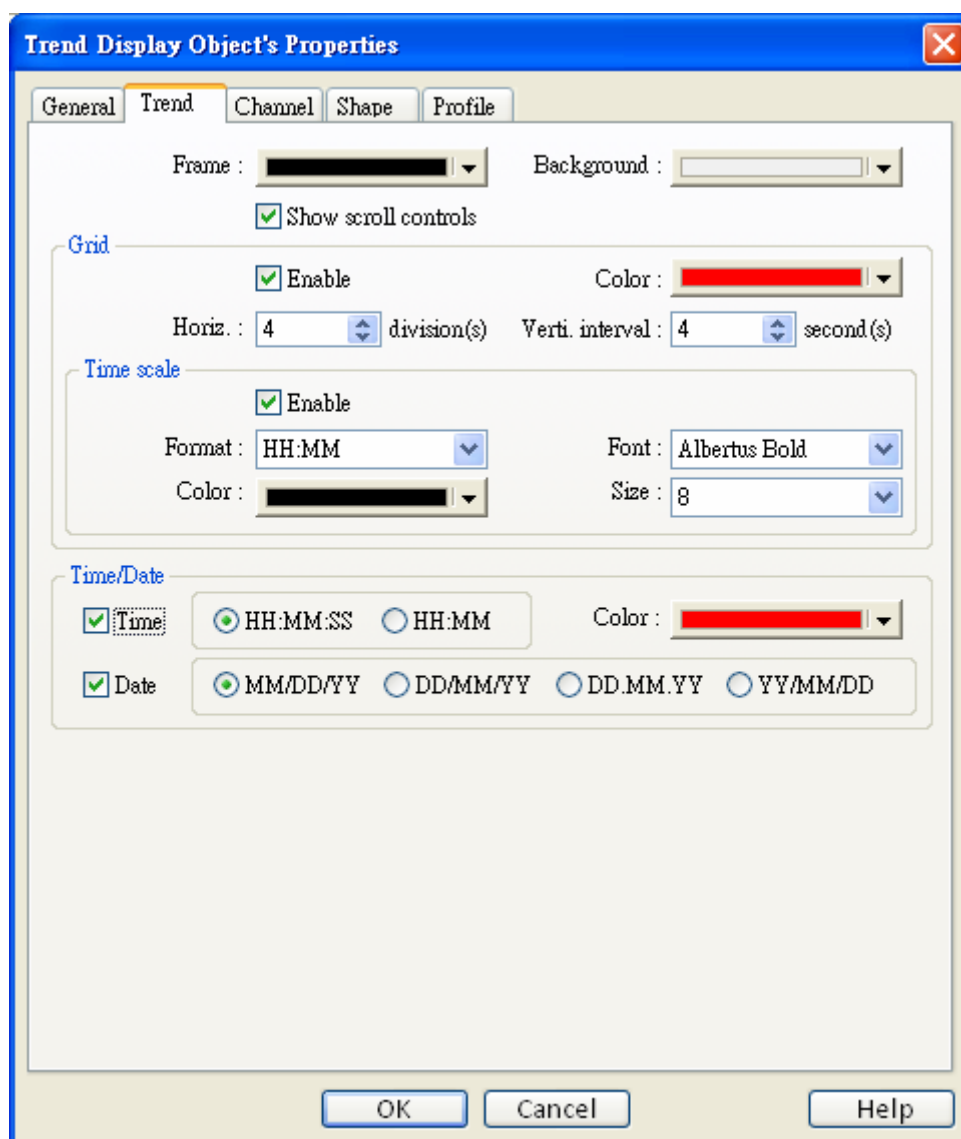 Trend Display Object's Properties
General Trend Channel Shape Profile
Frame : Background :
Show scroll controls
Grid
Enable Color :
Horiz. : 4 division(s) Verti. interval : 4 second(s)
Time scale
Enable
Format : HH:MM Font : Albertus Bold
Color : Size : 8
Time/Date
Time HH:MM:SS HH:MM Color :
Date MM/DD/YY DD/MM/YY DD.MM.YY YY/MM/DD
OK Cancel Help